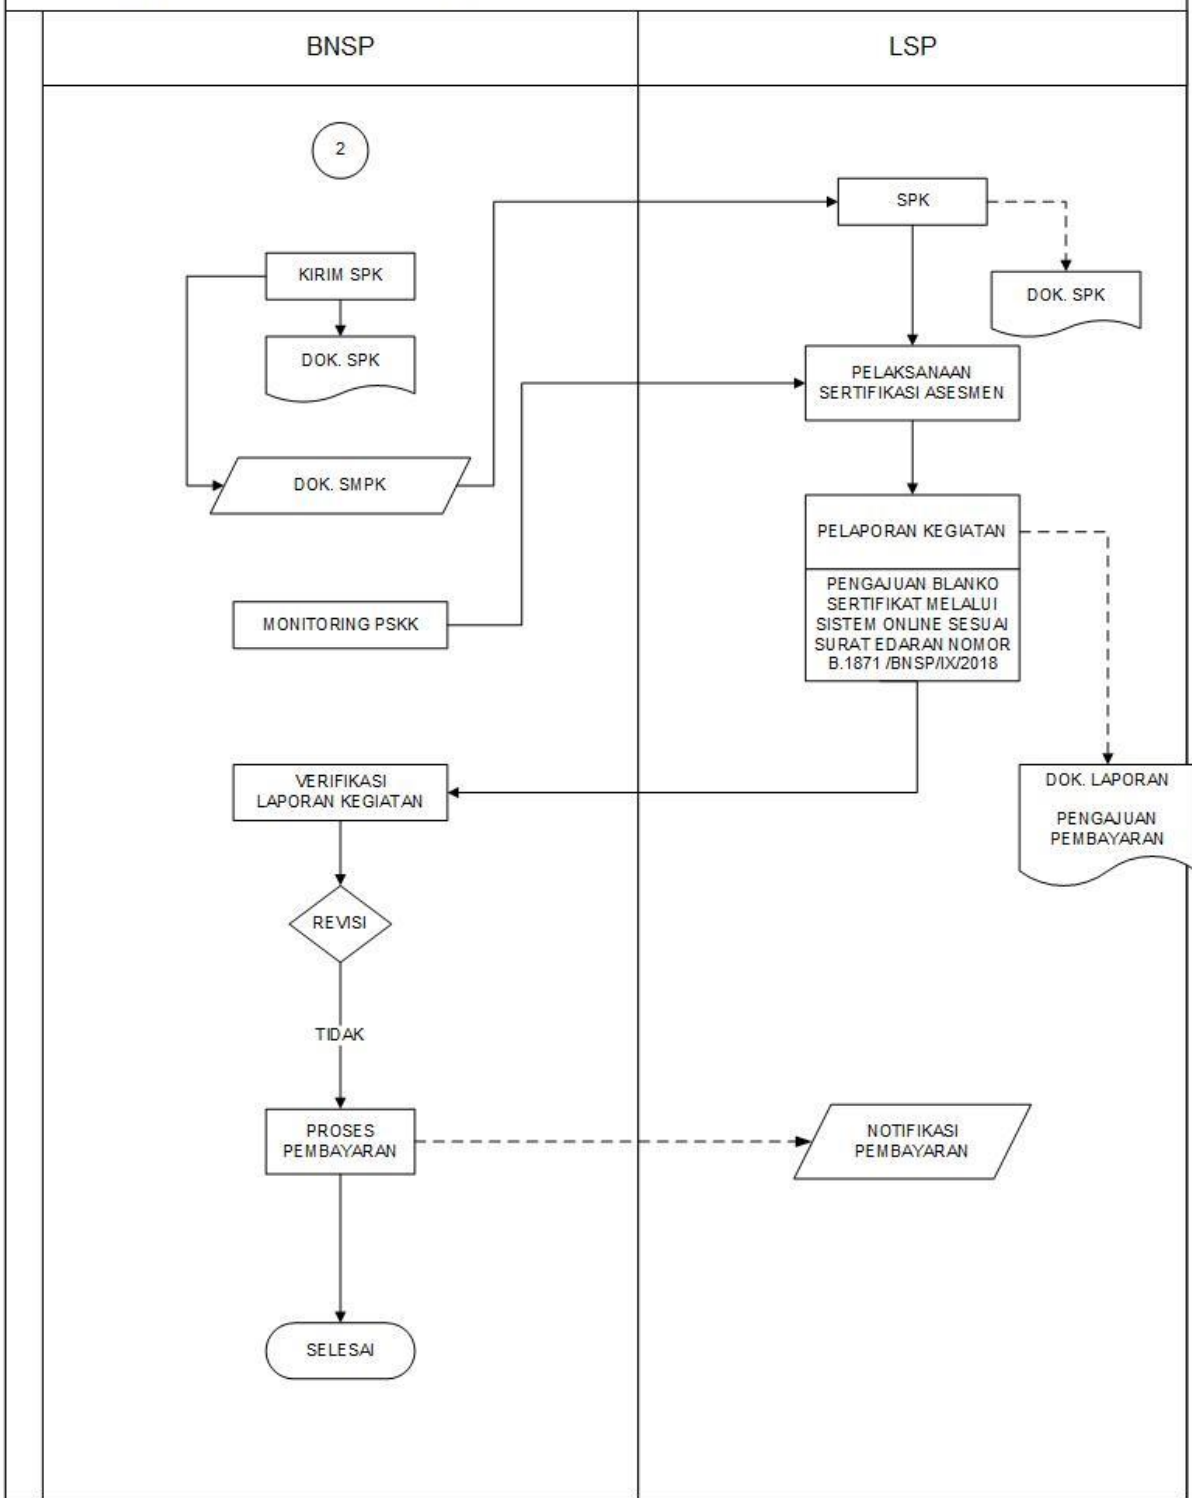 BNSP
LSP
2
SPK
KIRIM SPK
DOK. SPK
DOK. SPK
PELAKSANAAN
SERTIFIKASI ASESMEN
DOK. SMPK
PELAPORAN KEGIATAN
PENGAJUAN BLANKO
SERTIFIKAT MELALUI
SISTEM ONLINE SESUAI
SURAT EDARAN NOMOR
B.1871 /BNSP/IX/2018
MONITORING PSKK
VERIFIKASI
LAPORAN KEGIATAN
DOK. LAPORAN
PENGAJUAN
PEMBAYARAN
REVISI
TIDAK
PROSES
PEMBAYARAN
NOTIFIKASI
PEMBAYARAN
SELESAI